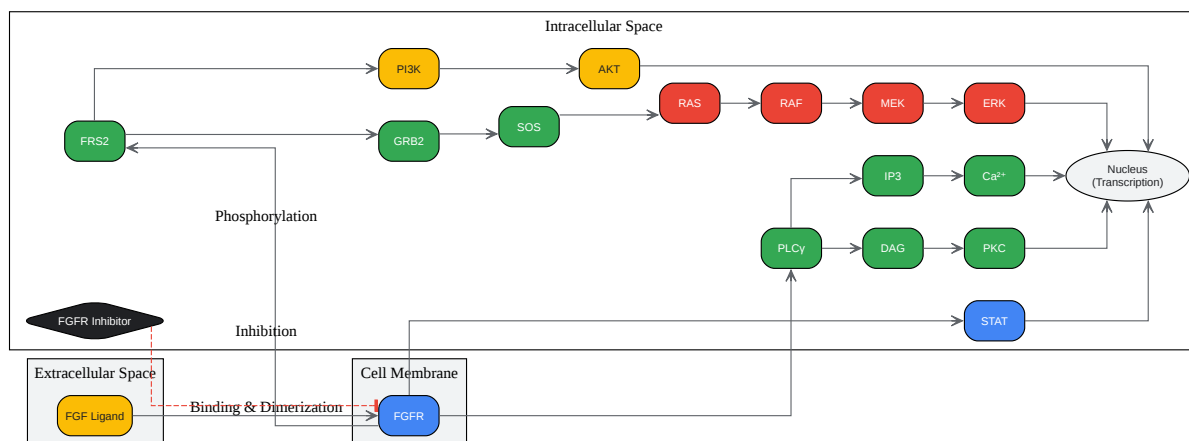 Intracellular Space
PI3K
AKT
RAS
RAF
MEK
ERK
FRS2
GRB2
SOS
IP3
Ca²⁺
Nucleus
(Transcription)
Phosphorylation
PLCγ
DAG
PKC
FGFR Inhibitor
Inhibition
STAT
Extracellular Space
Cell Membrane
Binding & Dimerization
FGF Ligand
FGFR